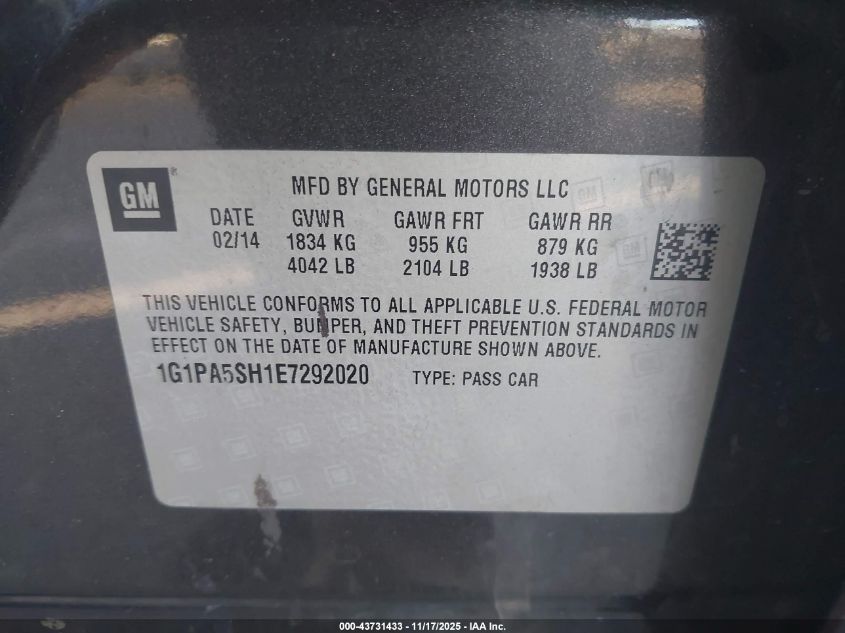 GM®
MFD BY GENERAL MOTORS LLC
DATE GVWR GAWR FRT GAWR RR
02/14 1834 KG 955 KG 879 KG
4042 LB 2104 LB 1938 LB
THIS VEHICLE CONFORMS TO ALL APPLICABLE U.S. FEDERAL MOTOR
VEHICLE SAFETY, BUMPER, AND THEFT PREVENTION STANDARDS IN
EFFECT ON THE DATE OF MANUFACTURE SHOWN ABOVE.
1G1PA5SH1E7292020 TYPE: PASS CAR
000-43731433 - 11/17/2025 - IAA Inc.